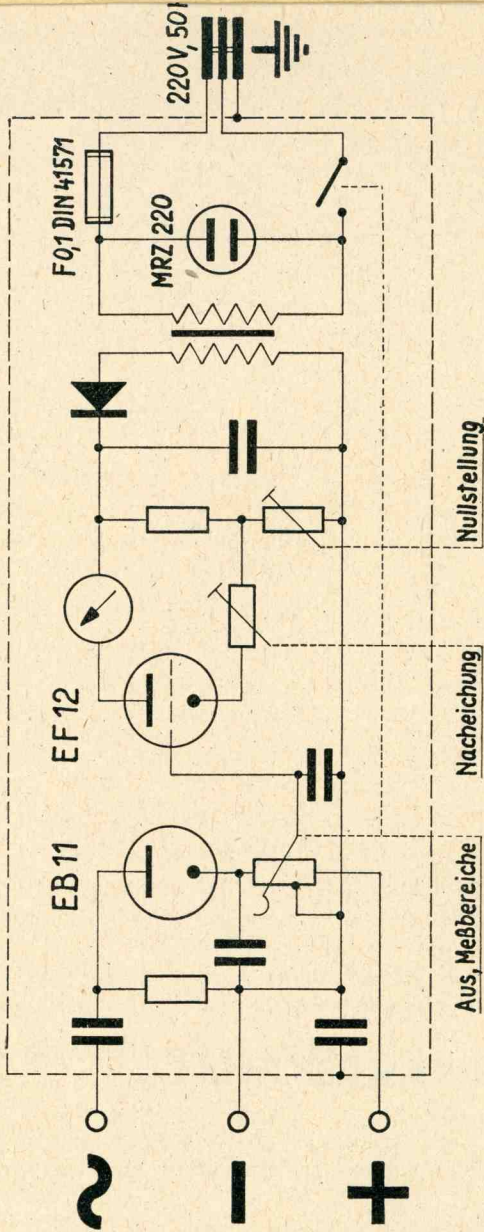 220V, 50
F0,1 DIN 41571
MRZ 220
EF 12
EB 11
Nullstellung
Nacheichung
Aus, Meßbereiche
~
−
+